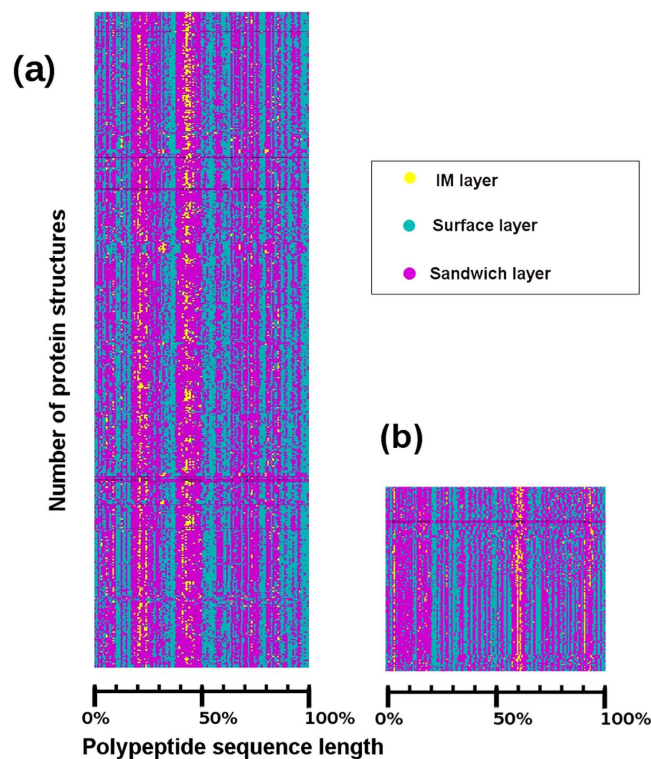 (a)
Number of protein structures
IM layer
Surface layer
Sandwich layer
(b)
0% 50% 100%
0% 50% 100%
Polypeptide sequence length